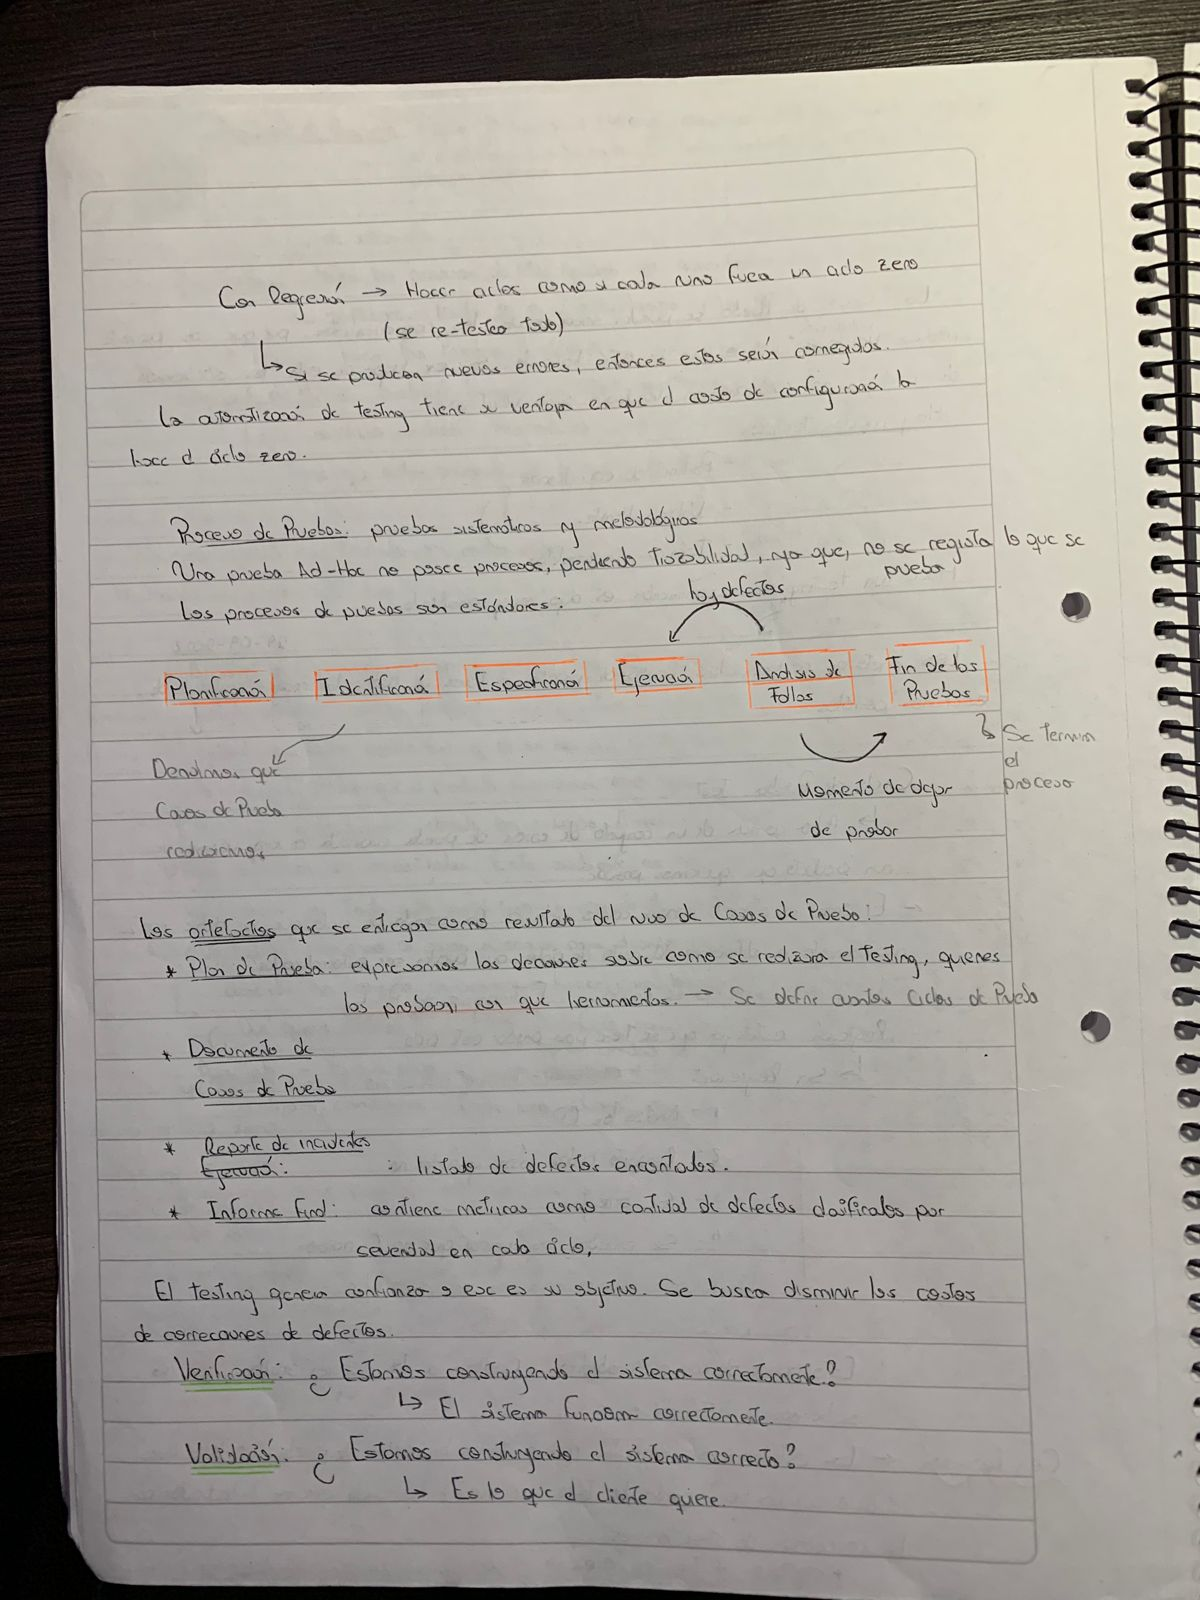 Con Regresión → Hacer ciclos como si cada uno fuera un ciclo zero
(se re-testea todo)
↳ Si se producen nuevos errores, entonces estos serán corregidos.
La automatización de testing tiene su ventaja en que el costo de configuración lo
hace el ciclo zero.
Proceso de Pruebas: pruebas sistemáticas y metodológicas
Una prueba Ad-Hoc no posee procesos, perdiendo trazabilidad, ya que, no se registra lo que se
prueba
Los procesos de pruebas son estándares:
hay defectos
Planificación Identificación Especificación Ejecución Análisis de Fallas Fin de las Pruebas
↳ Se termina
el
proceso
Decidimos que
Casos de Prueba
realizamos
Momento de dejar
de probar
Los artefactos que se entregan como resultado del uso de Casos de Prueba:
* Plan de Prueba: expresamos las decisiones sobre como se realizara el Testing, quienes
los probaran, con que herramientas. → Se define cuantos Ciclos de Prueba
* Documento de
Casos de Prueba
* Reporte de incidentes
Ejecución: : listado de defectos encontrados.
* Informe Final: contiene metricas como cantidad de defectos clasificados por
severidad en cada ciclo.
El testing genera confianza y ese es su objetivo. Se busca disminuir los costos
de correcciones de defectos.
Verificación: ¿Estamos construyendo el sistema correctamente?
↳ El sistema funciona correctamente.
Validación: ¿Estamos construyendo el sistema correcto?
↳ Es lo que el cliente quiere.